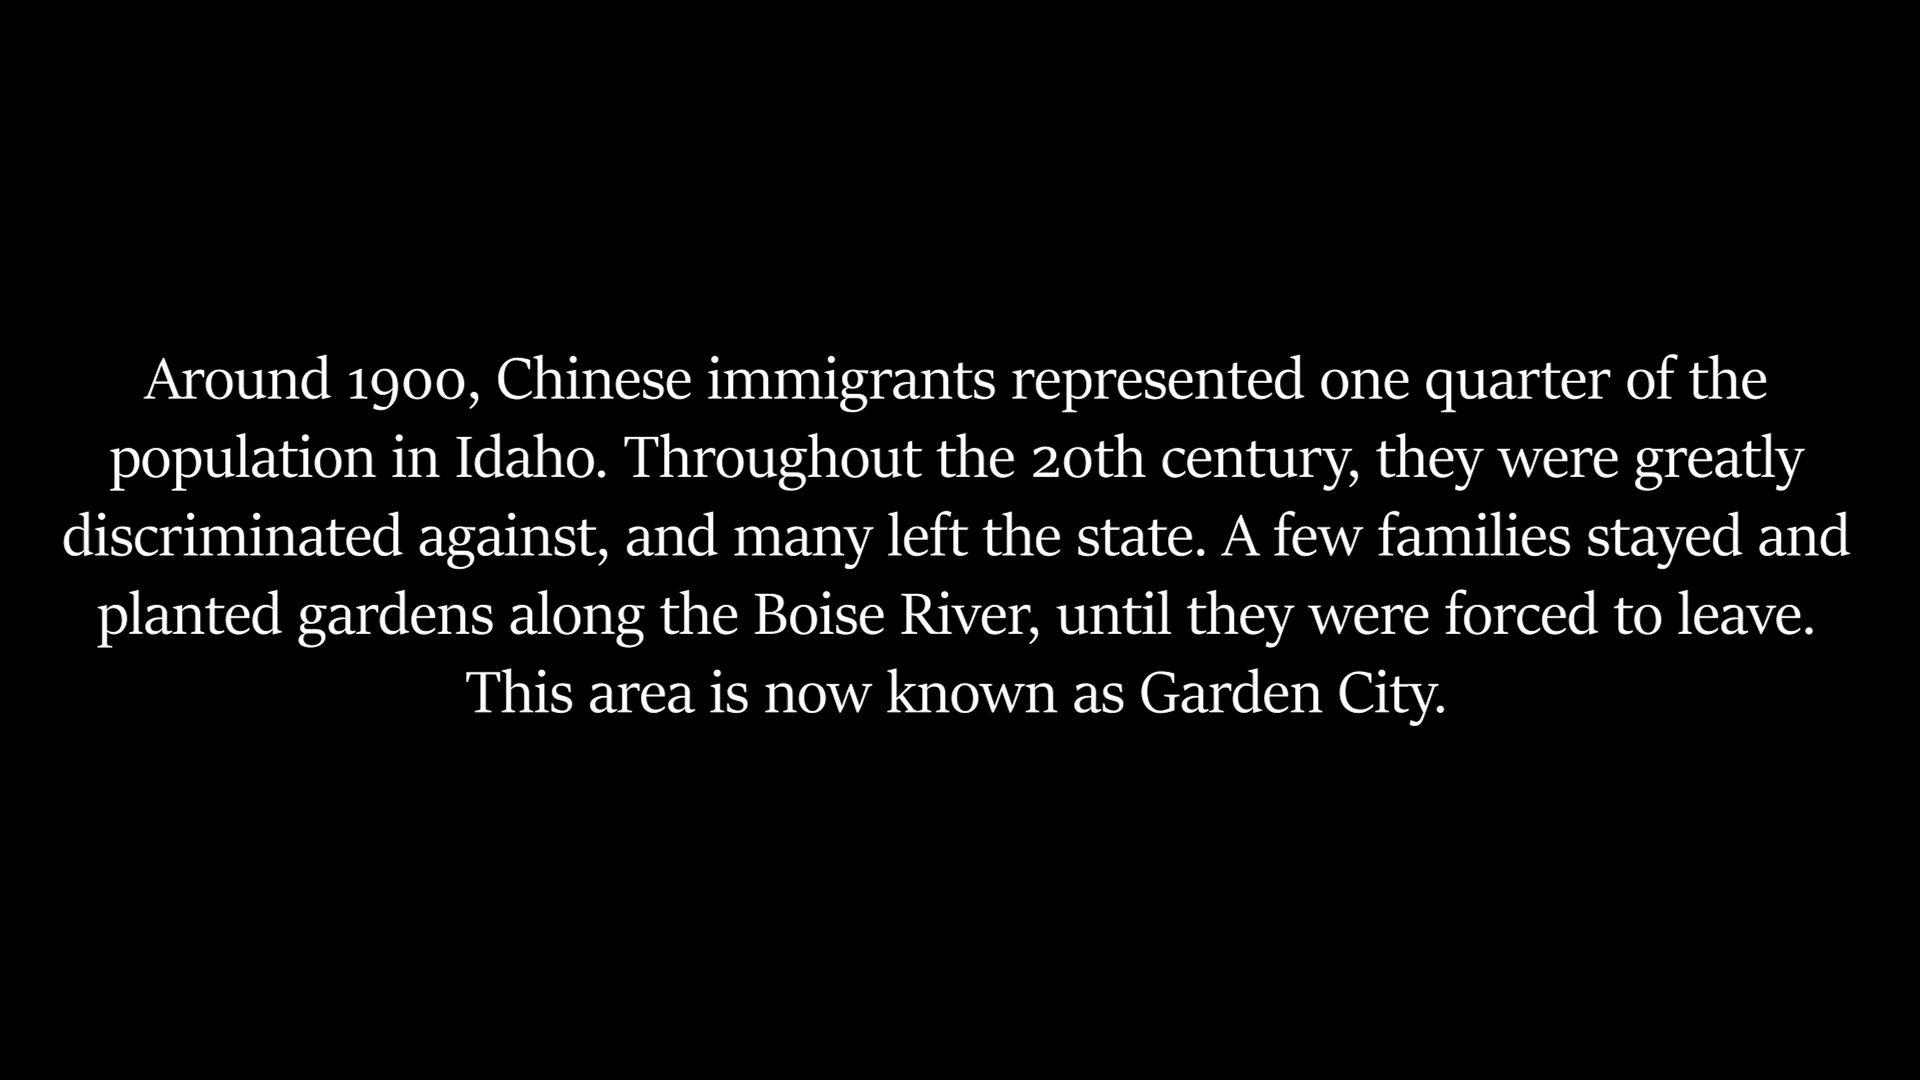 Around 1900, Chinese immigrants represented one quarter of the
population in Idaho. Throughout the 20th century, they were greatly
discriminated against, and many left the state. A few families stayed and
planted gardens along the Boise River, until they were forced to leave.
This area is now known as Garden City.